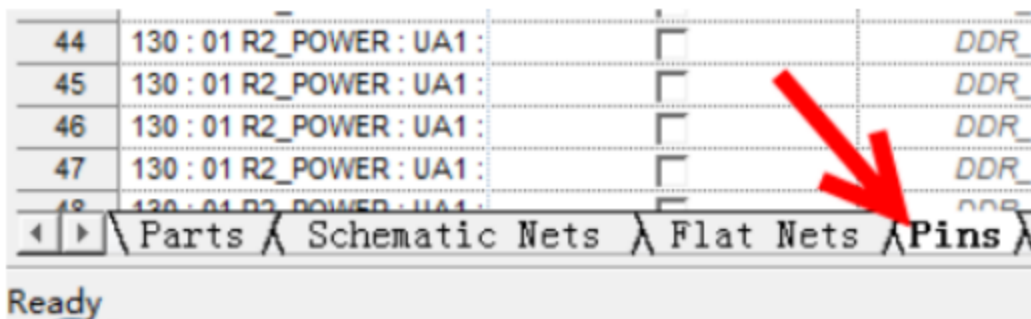 44 130 : 01 R2_POWER : UA1 : DDR_
45 130 : 01 R2_POWER : UA1 : DDR_
46 130 : 01 R2_POWER : UA1 : DDR_
47 130 : 01 R2_POWER : UA1 : DDR_
Parts Schematic Nets Flat Nets Pins
Ready